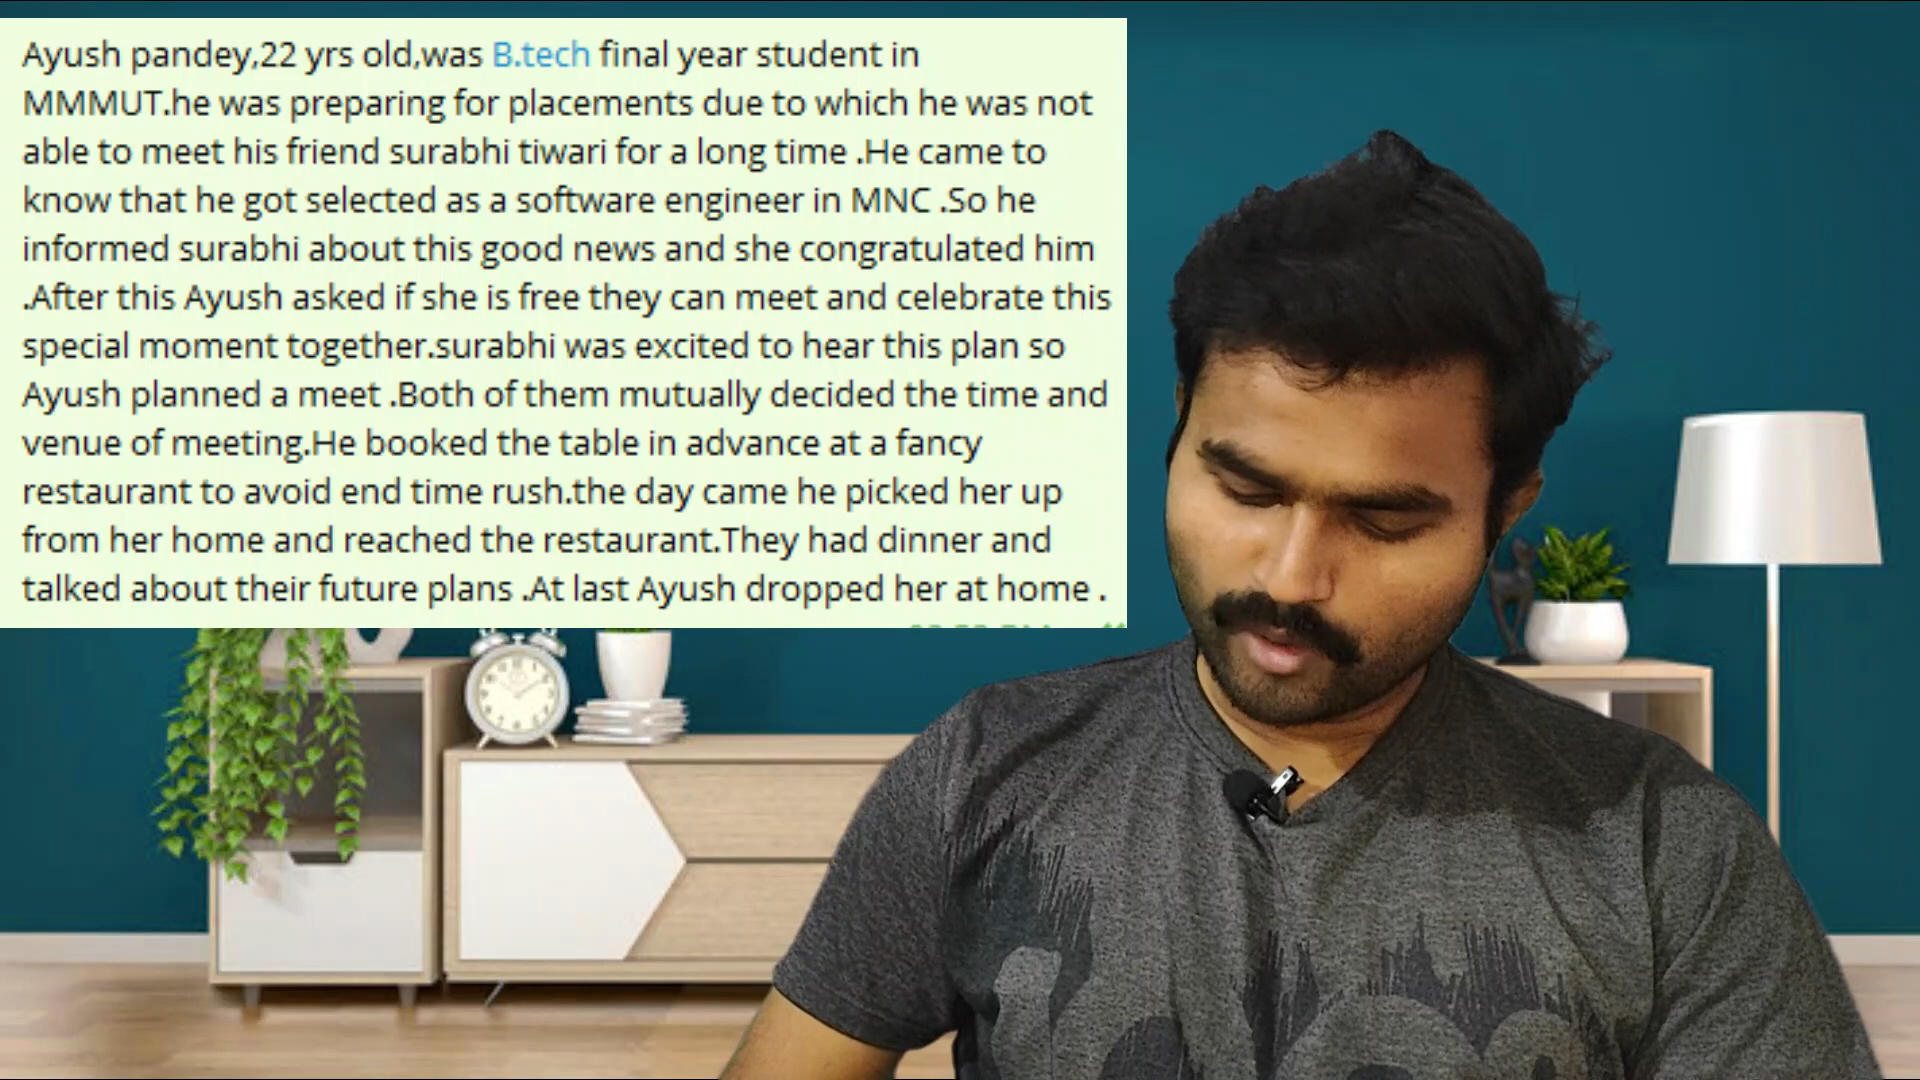 Ayush pandey,22 yrs old,was B.tech final year student in
MMMUT.he was preparing for placements due to which he was not
able to meet his friend surabhi tiwari for a long time .He came to
know that he got selected as a software engineer in MNC .So he
informed surabhi about this good news and she congratulated him
.After this Ayush asked if she is free they can meet and celebrate this
special moment together.surabhi was excited to hear this plan so
Ayush planned a meet .Both of them mutually decided the time and
venue of meeting.He booked the table in advance at a fancy
restaurant to avoid end time rush.the day came he picked her up
from her home and reached the restaurant.They had dinner and
talked about their future plans .At last Ayush dropped her at home .